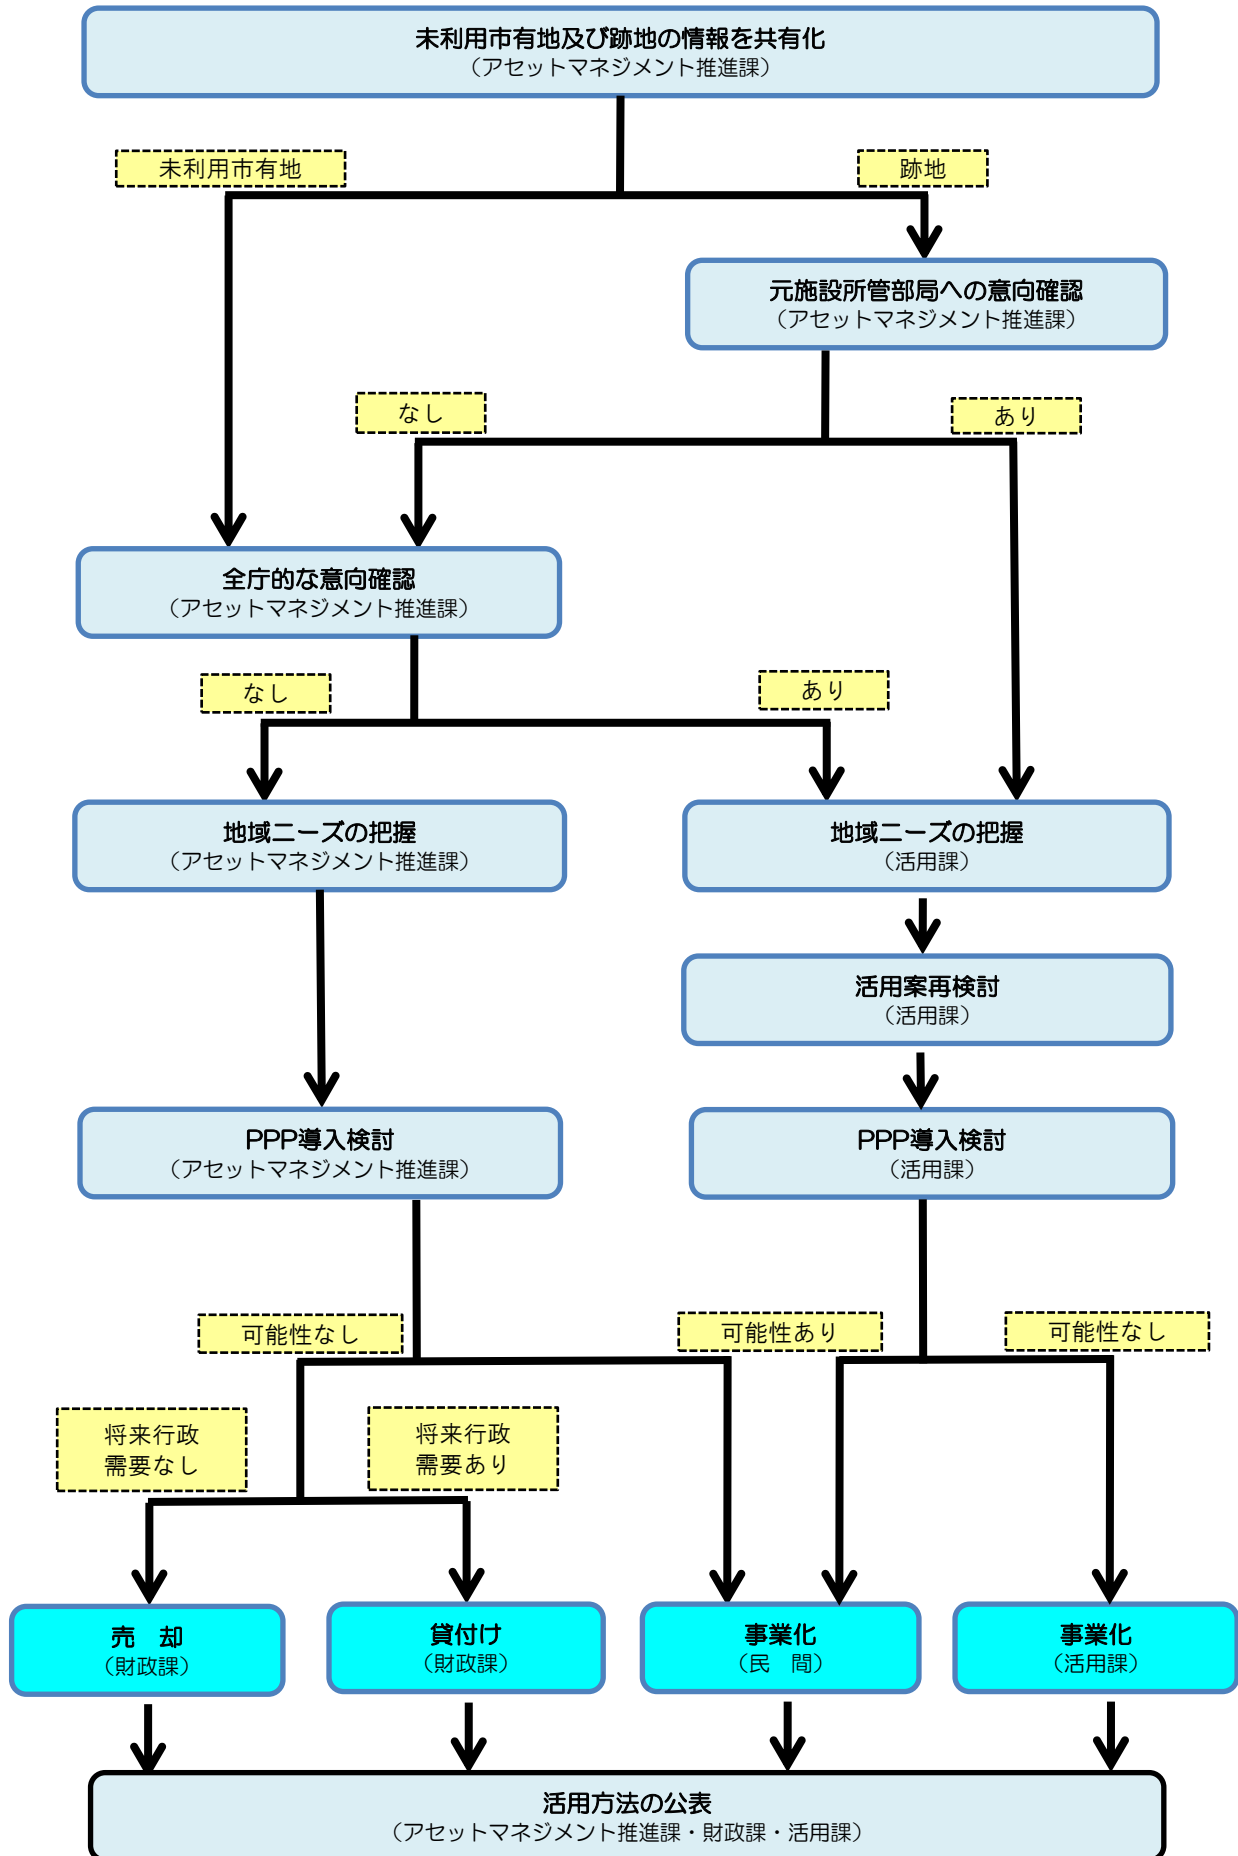 未利用市有地及び跡地の情報を共有化
（アセットマネジメント推進課）
未利用市有地
跡地
元施設所管部局への意向確認
（アセットマネジメント推進課）
なし
あり
全庁的な意向確認
（アセットマネジメント推進課）
なし
あり
地域ニーズの把握
（アセットマネジメント推進課）
地域ニーズの把握
（活用課）
活用案再検討
（活用課）
PPP導入検討
（アセットマネジメント推進課）
PPP導入検討
（活用課）
可能性なし
可能性あり
可能性なし
将来行政
需要なし
将来行政
需要あり
売　却
（財政課）
貸付け
（財政課）
事業化
（民　間）
事業化
（活用課）
活用方法の公表
（アセットマネジメント推進課・財政課・活用課）